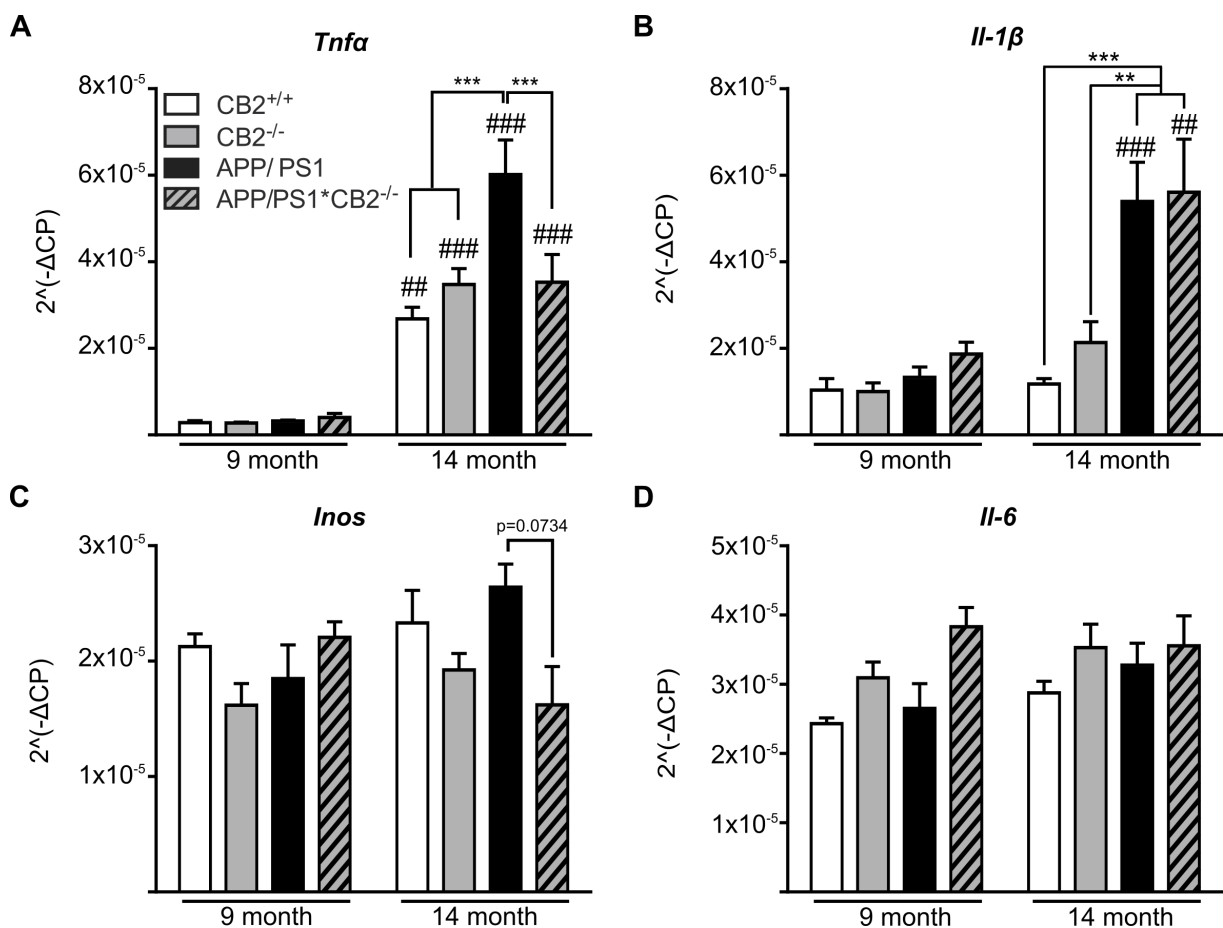 A
Tnfα
8x10⁻⁵
6x10⁻⁵
4x10⁻⁵
2x10⁻⁵
2^(-ΔCP)
CB2⁺/⁺
CB2⁻/⁻
APP/ PS1
APP/PS1*CB2⁻/⁻
*** ***
###
###
###
##
9 month 14 month
B
Il-1β
8x10⁻⁵
6x10⁻⁵
4x10⁻⁵
2x10⁻⁵
2^(-ΔCP)
***
**
##
###
9 month 14 month
C
Inos
3x10⁻⁵
2x10⁻⁵
1x10⁻⁵
2^(-ΔCP)
p=0.0734
9 month 14 month
D
Il-6
5x10⁻⁵
4x10⁻⁵
3x10⁻⁵
2x10⁻⁵
1x10⁻⁵
2^(-ΔCP)
9 month 14 month